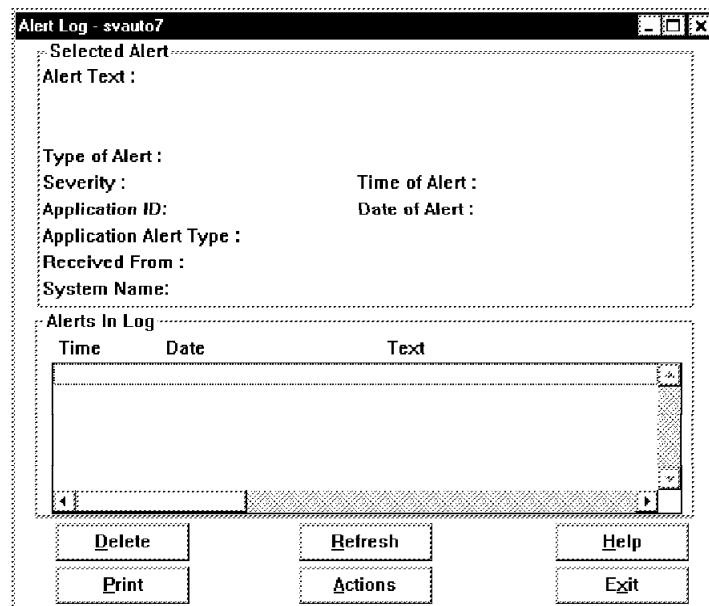 Alert Log - svauto7
Selected Alert
Alert Text :
Type of Alert :
Severity : Time of Alert :
Application ID: Date of Alert :
Application Alert Type :
Received From :
System Name:
Alerts In Log
Time Date Text
Delete Refresh Help
Print Actions Exit